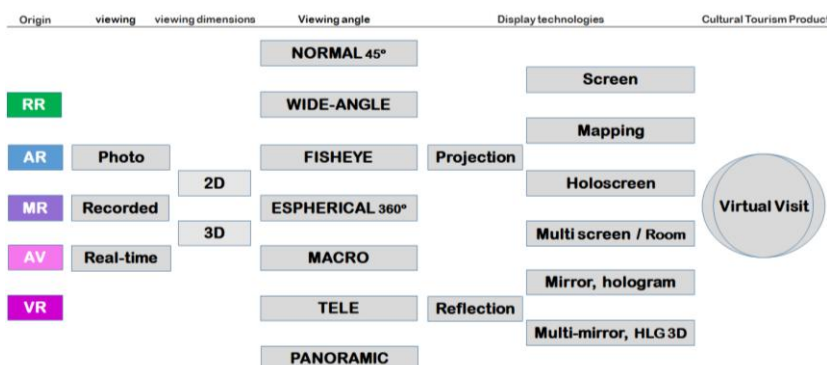 Origin
viewing
viewing dimensions
Viewing angle
Display technologies
Cultural Tourism Product
RR
AR
MR
AV
VR
Photo
Recorded
Real-time
2D
3D
NORMAL 45º
WIDE-ANGLE
FISHEYE
ESPHERICAL 360º
MACRO
TELE
PANORAMIC
Projection
Reflection
Screen
Mapping
Holoscreen
Multi screen / Room
Mirror, hologram
Multi-mirror, HLG 3D
Virtual Visit